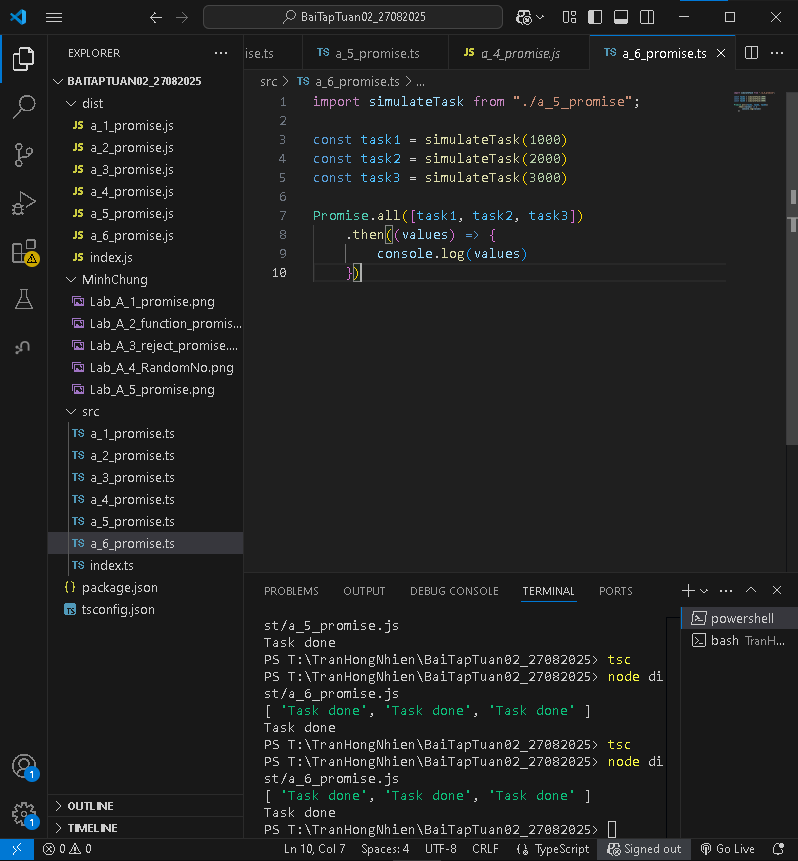 BaiTapTuan02_27082025
EXPLORER
ise.ts
TS a_5_promise.ts
JS a_4_promise.js
TS a_6_promise.ts
BAITAPTUAN02_27082025
src > TS a_6_promise.ts > ...
dist
JS a_1_promise.js
JS a_2_promise.js
JS a_3_promise.js
JS a_4_promise.js
JS a_5_promise.js
JS a_6_promise.js
JS index.js
MinhChung
Lab_A_1_promise.png
Lab_A_2_function_promis...
Lab_A_3_reject_promise....
Lab_A_4_RandomNo.png
Lab_A_5_promise.png
src
TS a_1_promise.ts
TS a_2_promise.ts
TS a_3_promise.ts
TS a_4_promise.ts
TS a_5_promise.ts
TS a_6_promise.ts
TS index.ts
{} package.json
TS tsconfig.json
OUTLINE
TIMELINE
1 import simulateTask from "./a_5_promise";
2
3 const task1 = simulateTask(1000)
4 const task2 = simulateTask(2000)
5 const task3 = simulateTask(3000)
6
7 Promise.all([task1, task2, task3])
8 .then((values) => {
9 console.log(values)
10 })
PROBLEMS OUTPUT DEBUG CONSOLE TERMINAL PORTS
st/a_5_promise.js
Task done
PS T:\TranHongNhien\BaiTapTuan02_27082025> tsc
PS T:\TranHongNhien\BaiTapTuan02_27082025> node di
st/a_6_promise.js
[ 'Task done', 'Task done', 'Task done' ]
Task done
PS T:\TranHongNhien\BaiTapTuan02_27082025> tsc
PS T:\TranHongNhien\BaiTapTuan02_27082025> node di
st/a_6_promise.js
[ 'Task done', 'Task done', 'Task done' ]
Task done
PS T:\TranHongNhien\BaiTapTuan02_27082025>
powershell
bash TranH...
1
1
0 0
Ln 10, Col 7 Spaces: 4 UTF-8 CRLF {} TypeScript Signed out Go Live